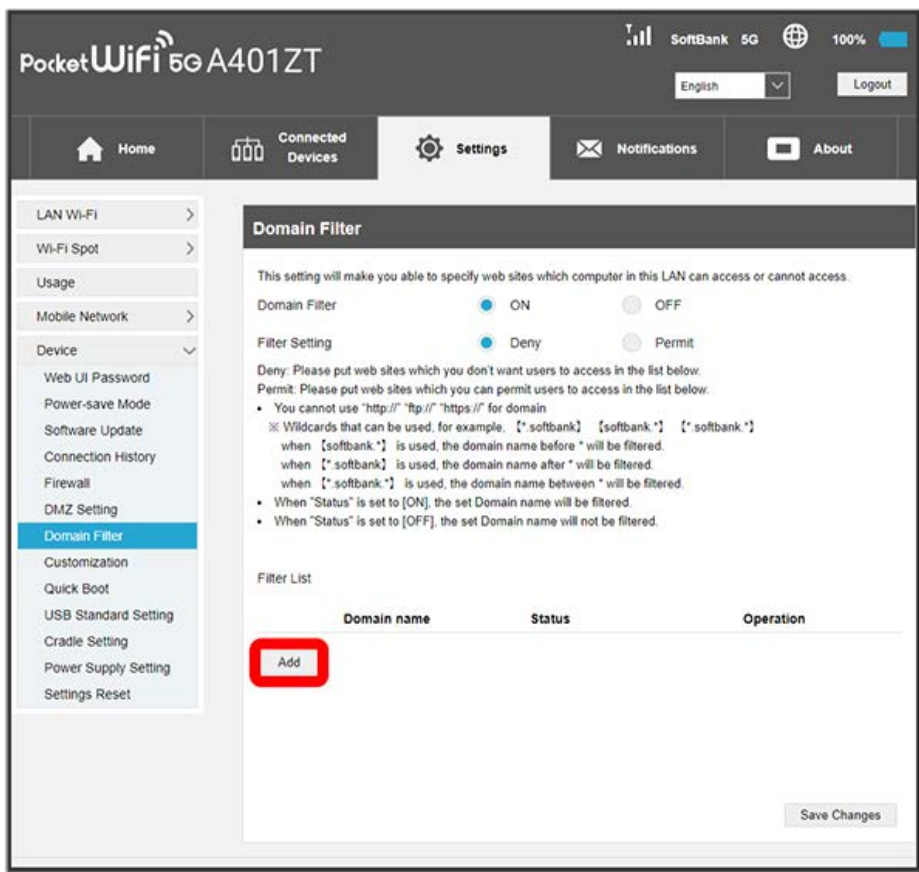 Pocket WiFi 5G A401ZT
SoftBank 5G 100%
English
Logout
Home
Connected
Devices
Settings
Notifications
About
LAN Wi-Fi
Wi-Fi Spot
Usage
Mobile Network
Device
Web UI Password
Power-save Mode
Software Update
Connection History
Firewall
DMZ Setting
Domain Filter
Customization
Quick Boot
USB Standard Setting
Cradle Setting
Power Supply Setting
Settings Reset
Domain Filter
This setting will make you able to specify web sites which computer in this LAN can access or cannot access.
Domain Filter ON OFF
Filter Setting Deny Permit
Deny: Please put web sites which you don't want users to access in the list below.
Permit: Please put web sites which you can permit users to access in the list below.
• You cannot use "http://" "ftp://" "https://" for domain
※ Wildcards that can be used, for example, 【*.softbank】 【softbank.*】 【*.softbank.*】
when 【softbank.*】 is used, the domain name before * will be filtered.
when 【*.softbank】 is used, the domain name after * will be filtered.
when 【*.softbank.*】 is used, the domain name between * will be filtered.
• When "Status" is set to [ON], the set Domain name will be filtered.
• When "Status" is set to [OFF], the set Domain name will not be filtered.
Filter List
Domain name Status Operation
Add
Save Changes